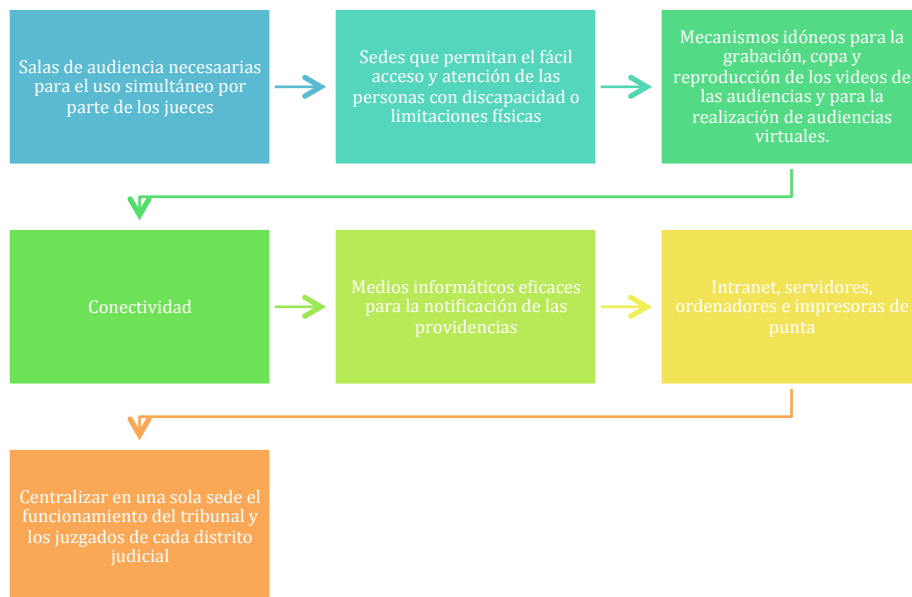 Salas de audiencia necesaarias
para el uso simultáneo por
parte de los jueces
Sedes que permitan el fácil
acceso y atención de las
personas con discapacidad o
limitaciones físicas
Mecanismos idóneos para la
grabación, copa y
reproducción de los videos de
las audiencias y para la
realización de audiencias
virtuales.
Conectividad
Medios informáticos eficaces
para la notificación de las
providencias
Intranet, servidores,
ordenadores e impresoras de
punta
Centralizar en una sola sede el
funcionamiento del tribunal y
los juzgados de cada distrito
judicial